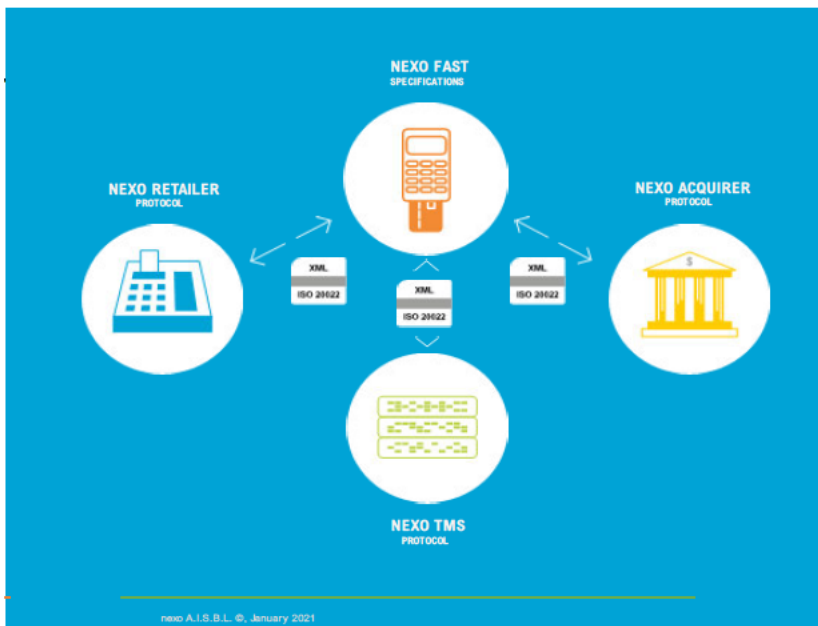 NEXO FAST
SPECIFICATIONS
NEXO RETAILER
PROTOCOL
NEXO ACQUIRER
PROTOCOL
XML
ISO 20022
XML
ISO 20022
XML
ISO 20022
$
NEXO TMS
PROTOCOL
nexo A.I.S.B.L. ©, January 2021